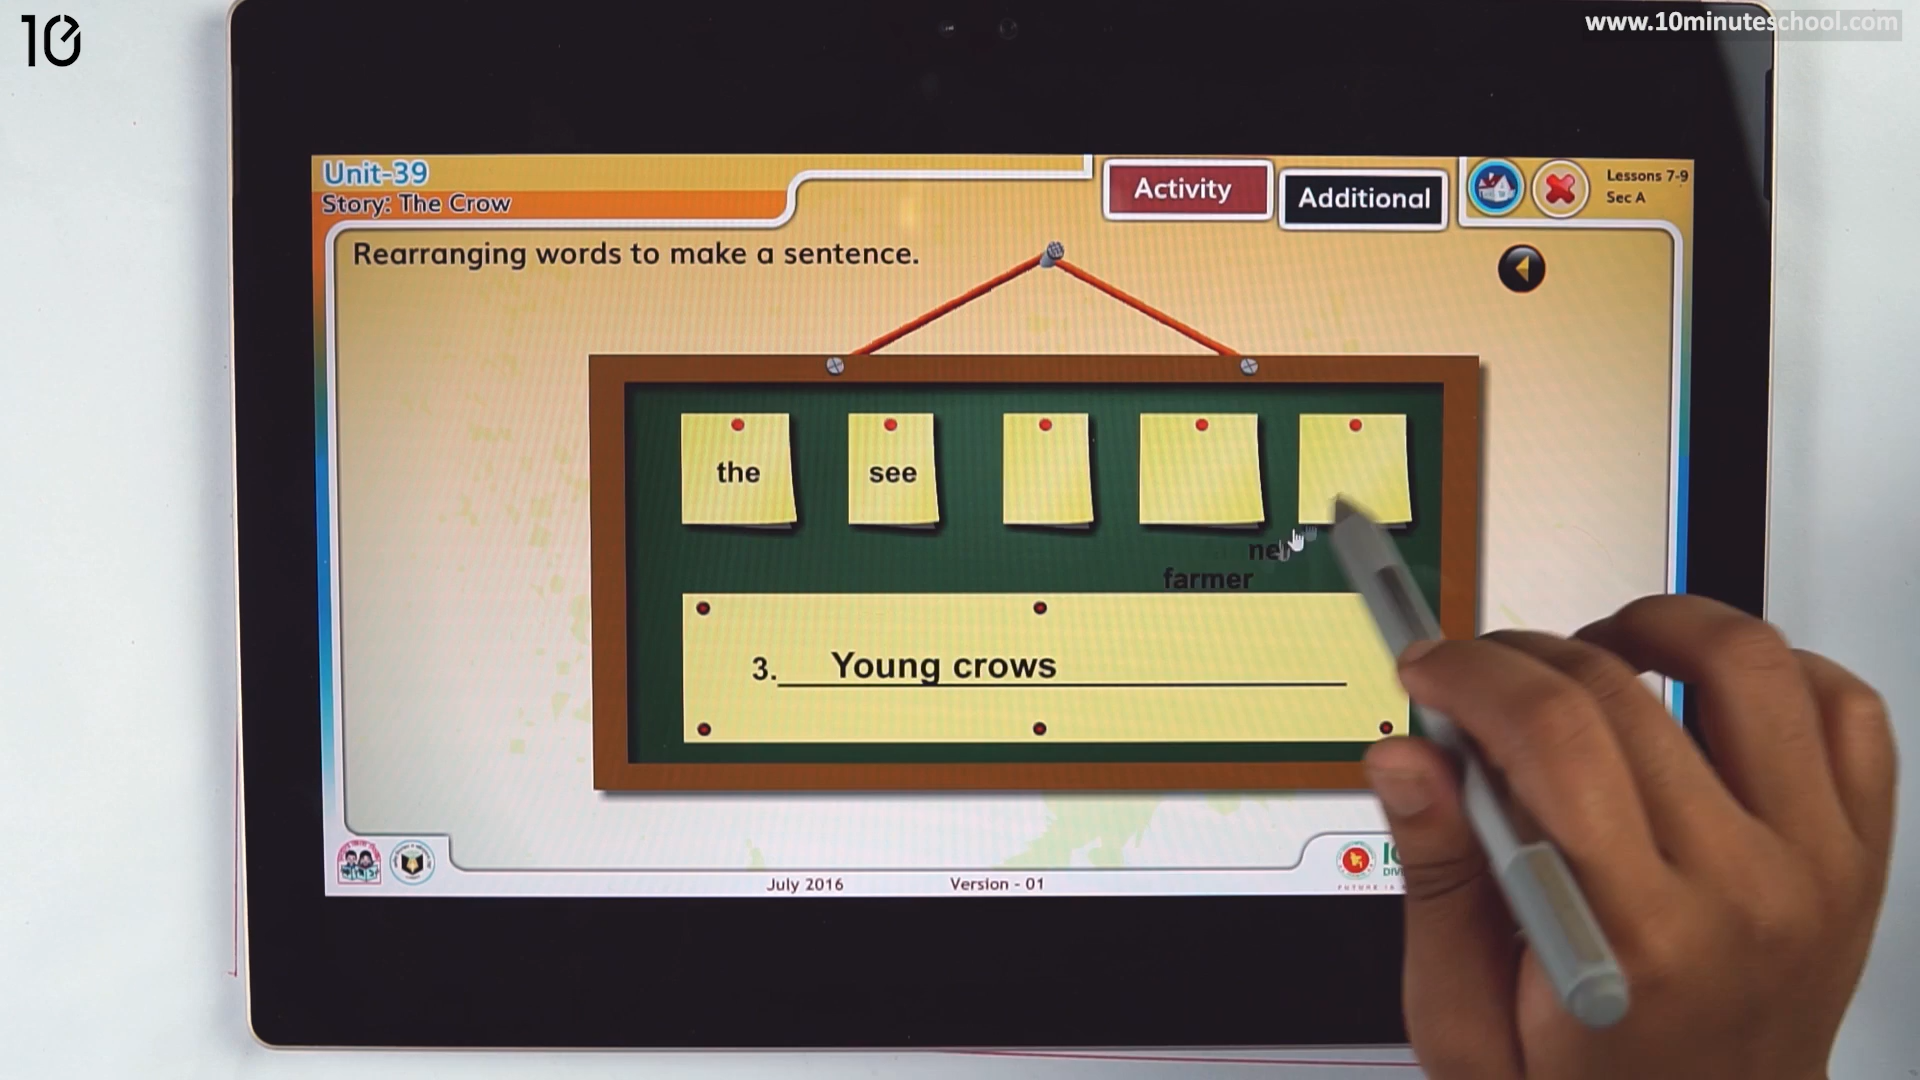 10
www.10minuteschool.com
Unit-39
Story: The Crow
Activity
Additional
Lessons 7-9
Sec A
Rearranging words to make a sentence.
the
see
farmer
3. Young crows
July 2016
Version - 01